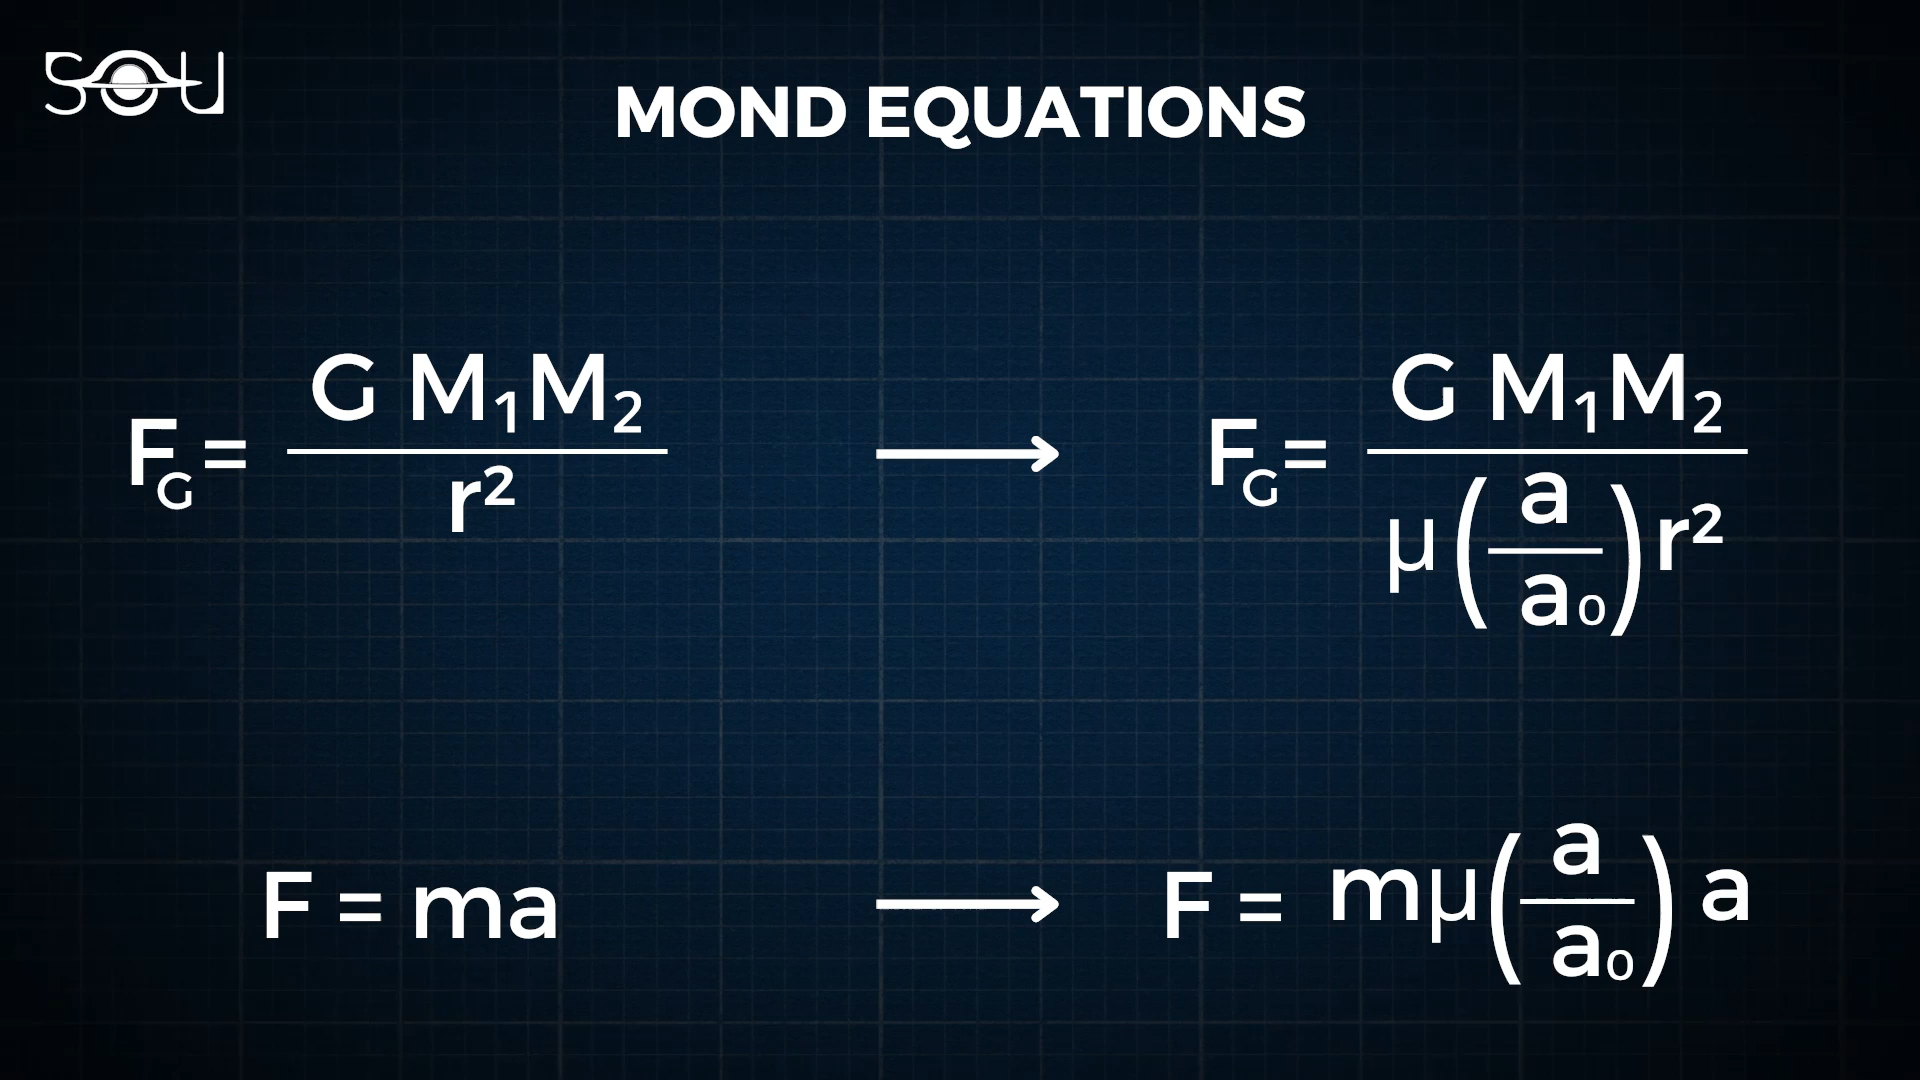 SOU
MOND EQUATIONS
F_G = G M₁M₂ / r² → F_G = G M₁M₂ / μ(a/a₀) r²
F = ma → F = mμ(a/a₀) a